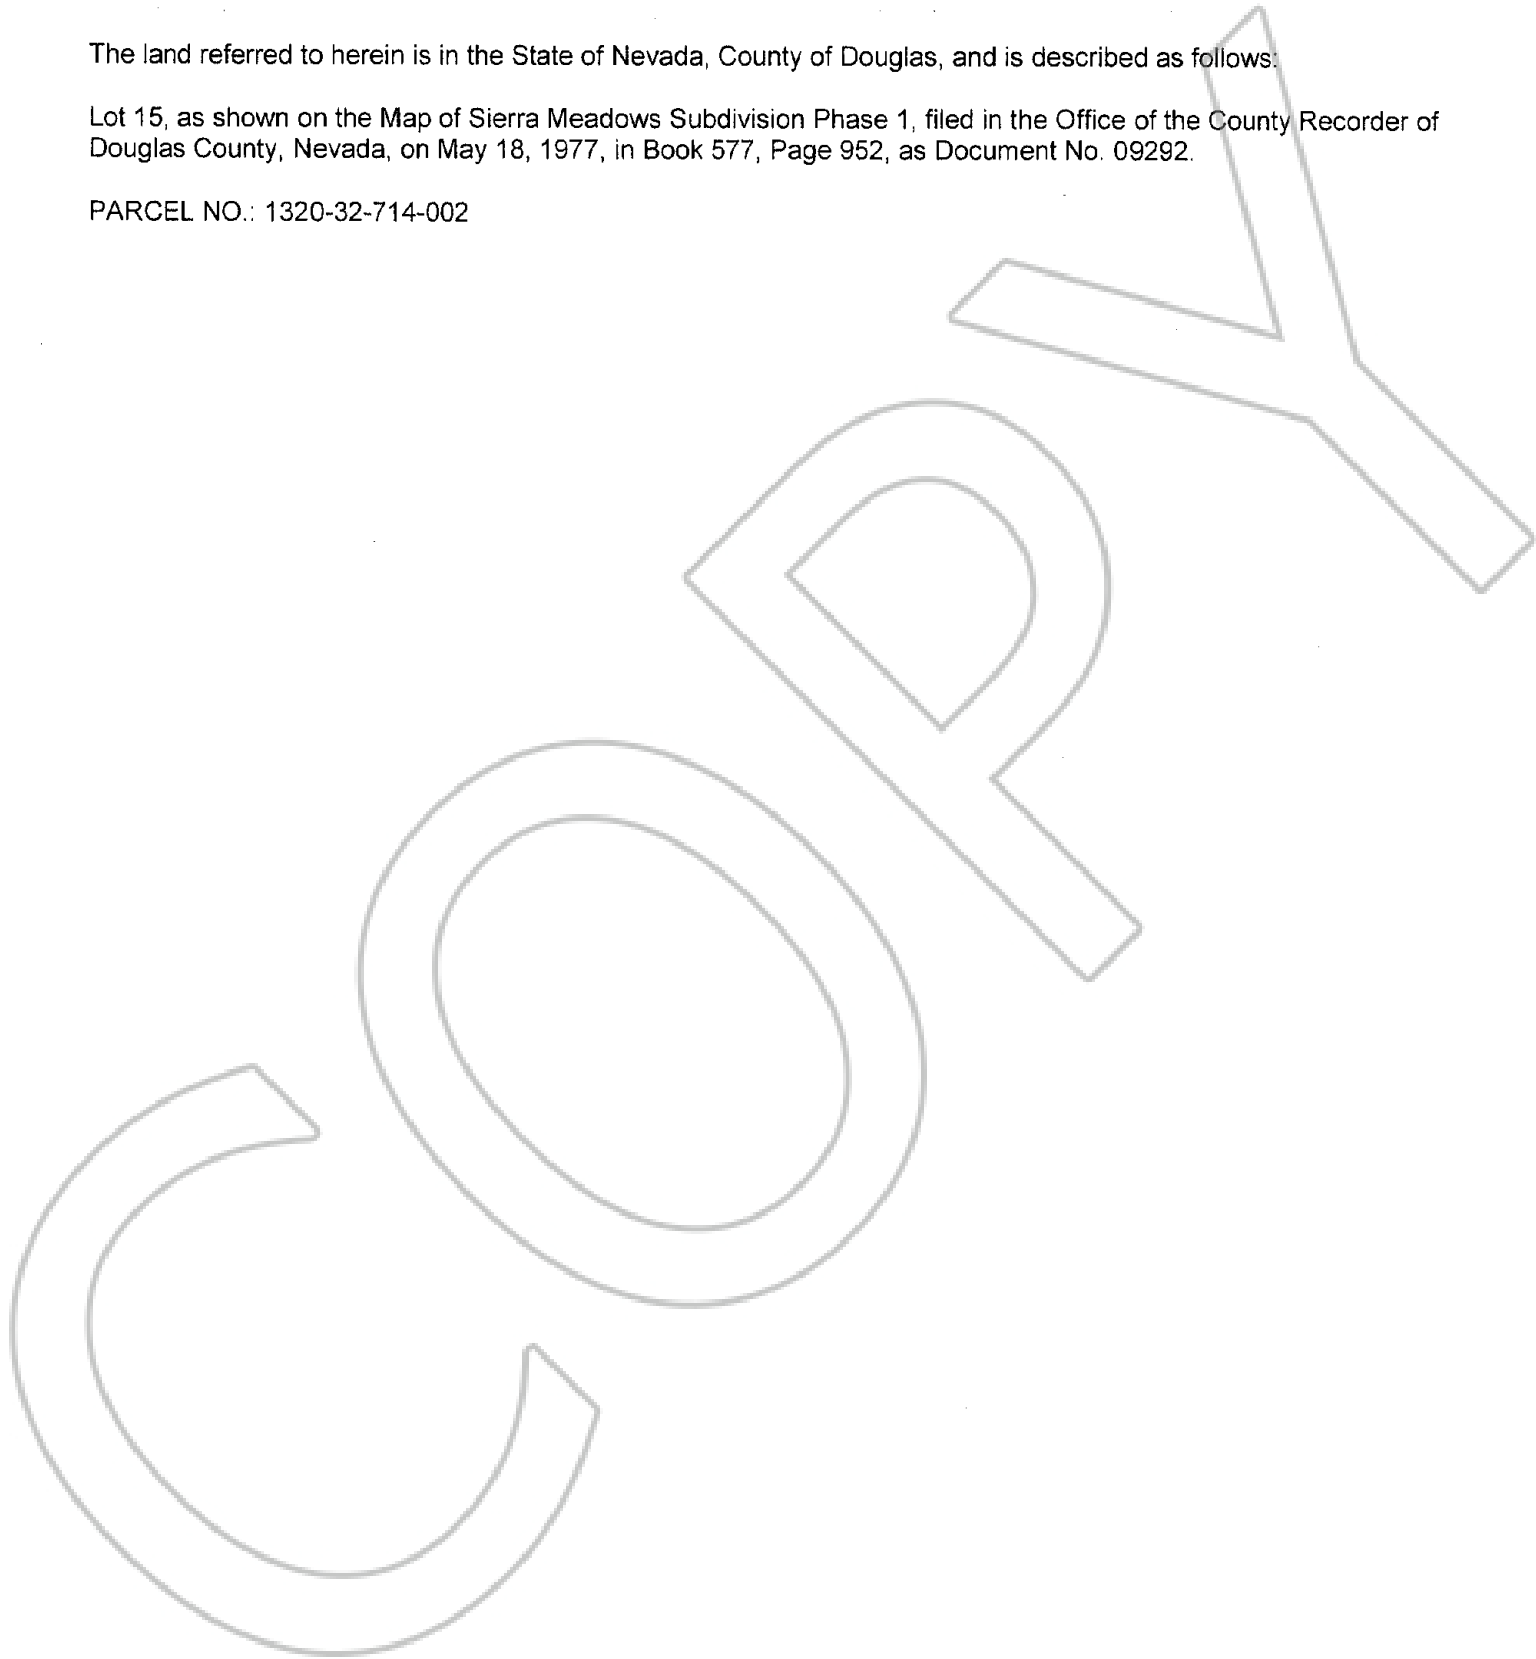 The land referred to herein is in the State of Nevada, County of Douglas, and is described as follows:
Lot 15, as shown on the Map of Sierra Meadows Subdivision Phase 1, filed in the Office of the County Recorder of
Douglas County, Nevada, on May 18, 1977, in Book 577, Page 952, as Document No. 09292.
PARCEL NO.: 1320-32-714-002
COPY